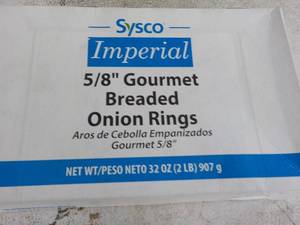 Sysco
Imperial
5/8" Gourmet
Breaded
Onion Rings
Aros de Cebolla Empanizados
Gourmet 5/8"
NET WT/PESO NETO 32 OZ (2 LB) 907 g